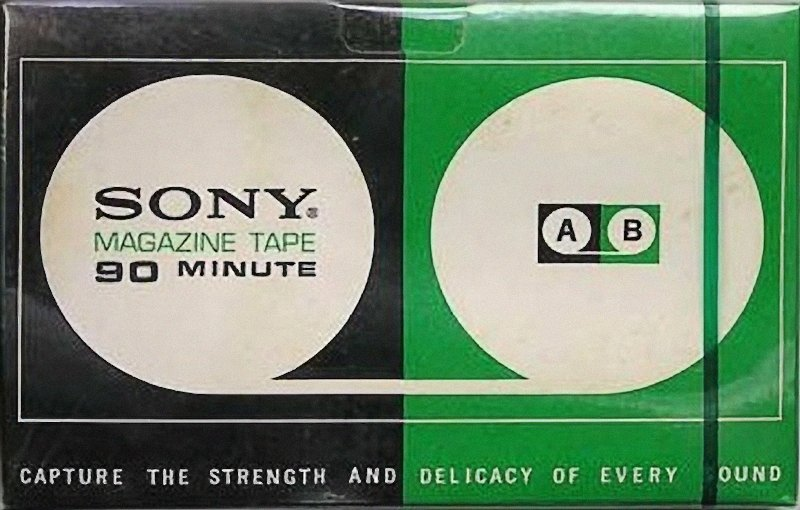 SONY®
MAGAZINE TAPE
90 MINUTE
A B
CAPTURE THE STRENGTH AND DELICACY OF EVERY OUND